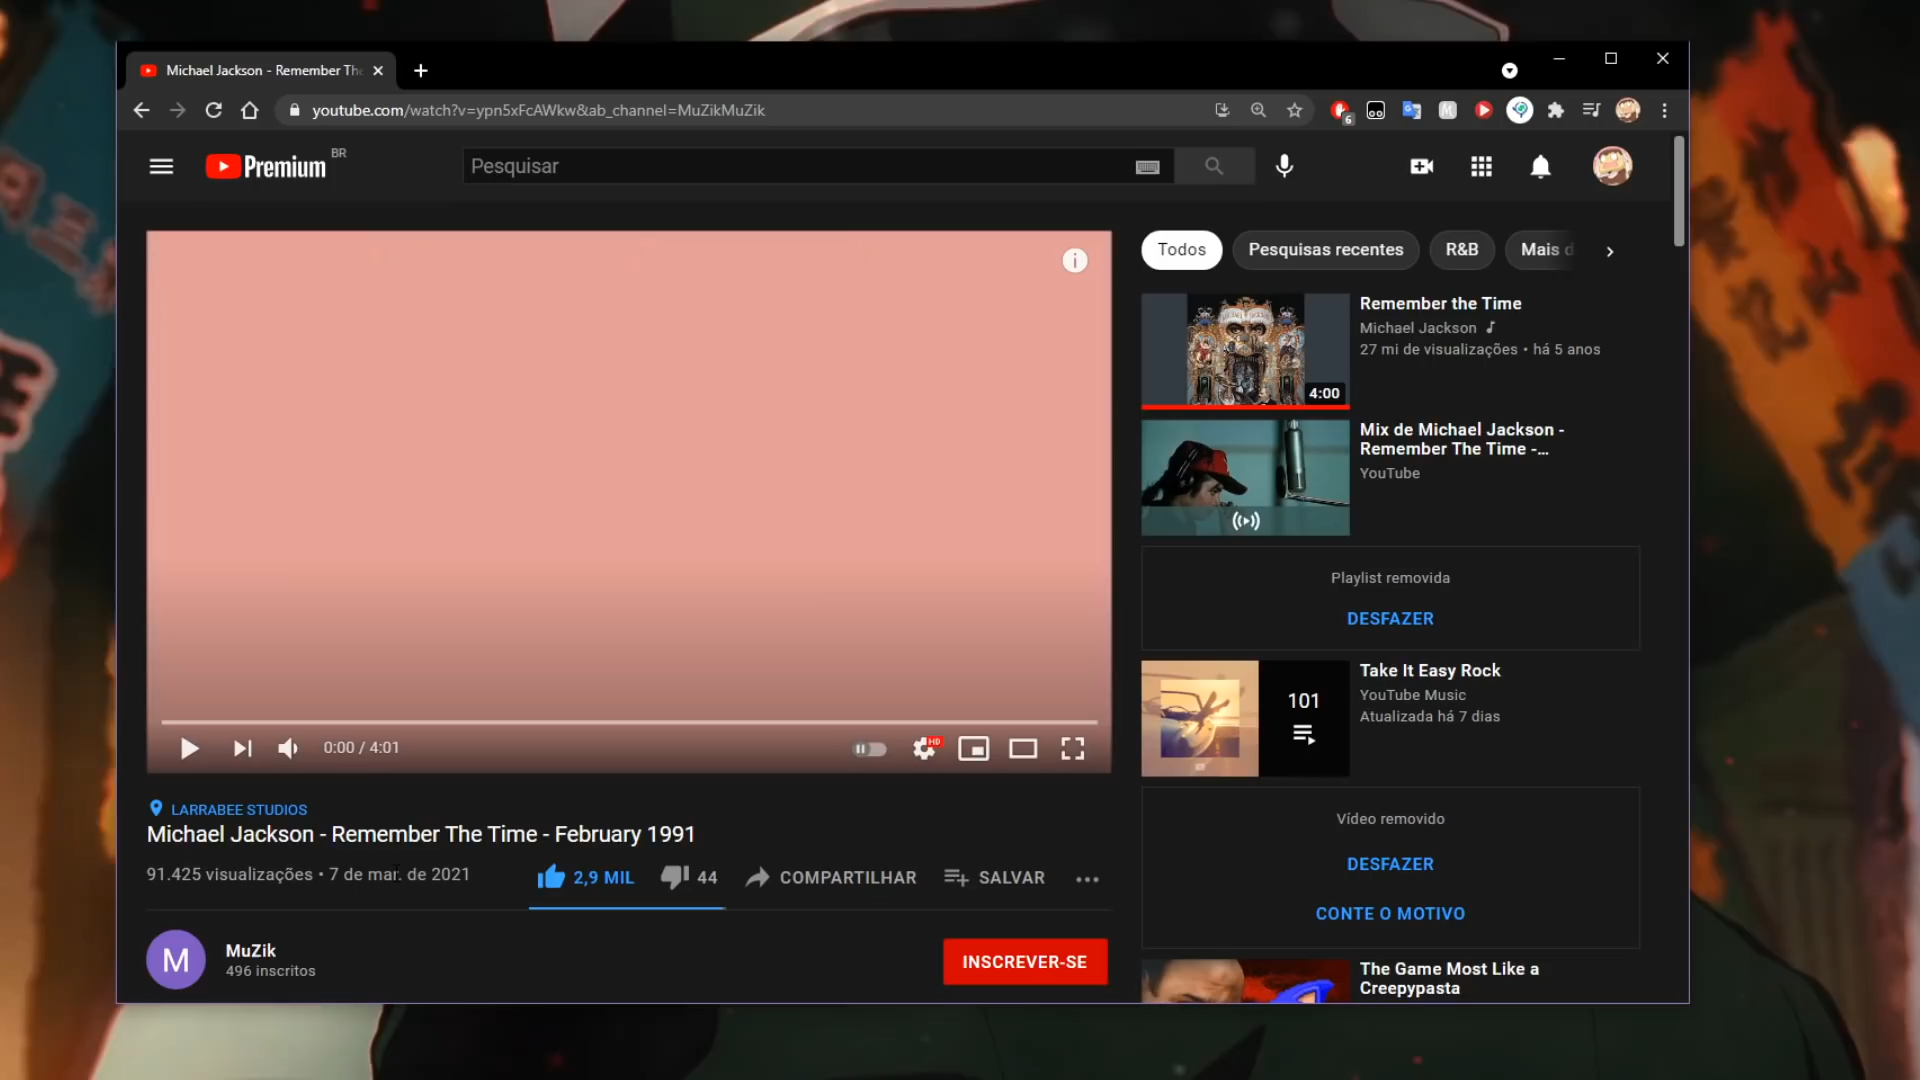 Michael Jackson - Remember The
youtube.com/watch?v=ypn5xFcAWkw&ab_channel=MuZikMuZik
6
Premium BR
Pesquisar
Todos
Pesquisas recentes
R&B
Mais d
Remember the Time
Michael Jackson
27 mi de visualizações • há 5 anos
4:00
Mix de Michael Jackson -
Remember The Time -...
YouTube
Playlist removida
DESFAZER
Take It Easy Rock
YouTube Music
Atualizada há 7 dias
101
Vídeo removido
DESFAZER
CONTE O MOTIVO
The Game Most Like a
Creepypasta
0:00 / 4:01
HD
LARRABEE STUDIOS
Michael Jackson - Remember The Time - February 1991
91.425 visualizações • 7 de mar. de 2021
2,9 MIL
44
COMPARTILHAR
SALVAR
M
MuZik
496 inscritos
INSCREVER-SE